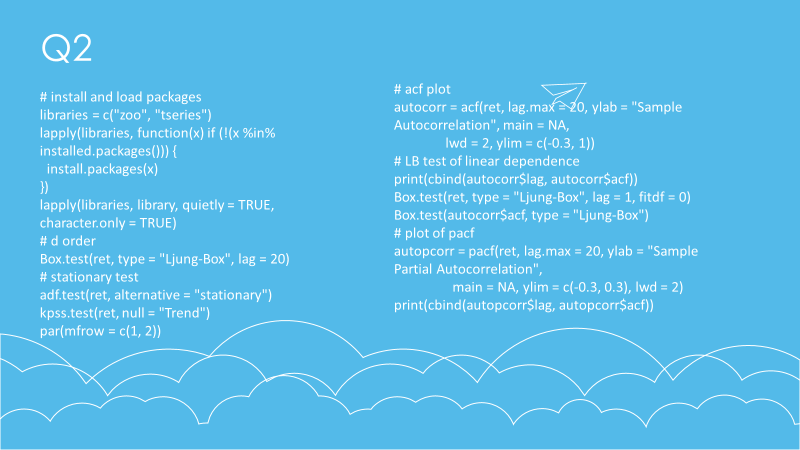 Q2
# install and load packages
libraries = c("zoo", "tseries")
lapply(libraries, function(x) if (!(x %in%
installed.packages())) {
  install.packages(x)
})
lapply(libraries, library, quietly = TRUE,
character.only = TRUE)
# d order
Box.test(ret, type = "Ljung-Box", lag = 20)
# stationary test
adf.test(ret, alternative = "stationary")
kpss.test(ret, null = "Trend")
par(mfrow = c(1, 2))
# acf plot
autocorr = acf(ret, lag.max = 20, ylab = "Sample
Autocorrelation", main = NA,
lwd = 2, ylim = c(-0.3, 1))
# LB test of linear dependence
print(cbind(autocorr$lag, autocorr$acf))
Box.test(ret, type = "Ljung-Box", lag = 1, fitdf = 0)
Box.test(autocorr$acf, type = "Ljung-Box")
# plot of pacf
autopcorr = pacf(ret, lag.max = 20, ylab = "Sample
Partial Autocorrelation",
main = NA, ylim = c(-0.3, 0.3), lwd = 2)
print(cbind(autopcorr$lag, autopcorr$acf))